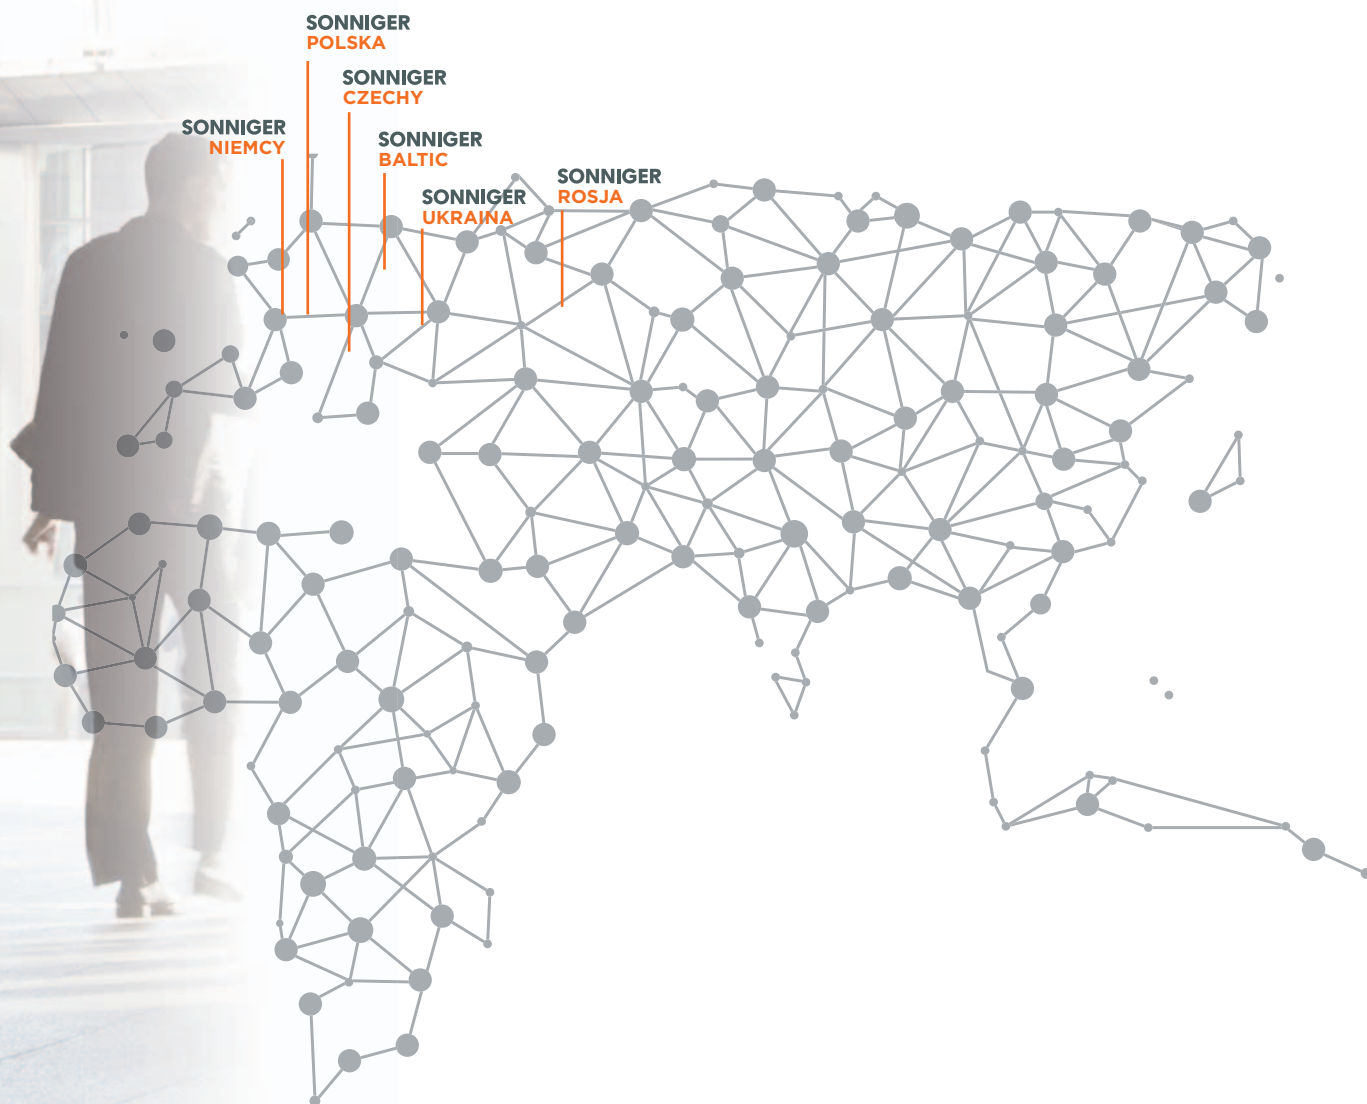 SONNIGER
POLSKA
SONNIGER
CZECHY
SONNIGER
NIEMCY
SONNIGER
BALTIC
SONNIGER
UKRAINA
SONNIGER
ROSJA